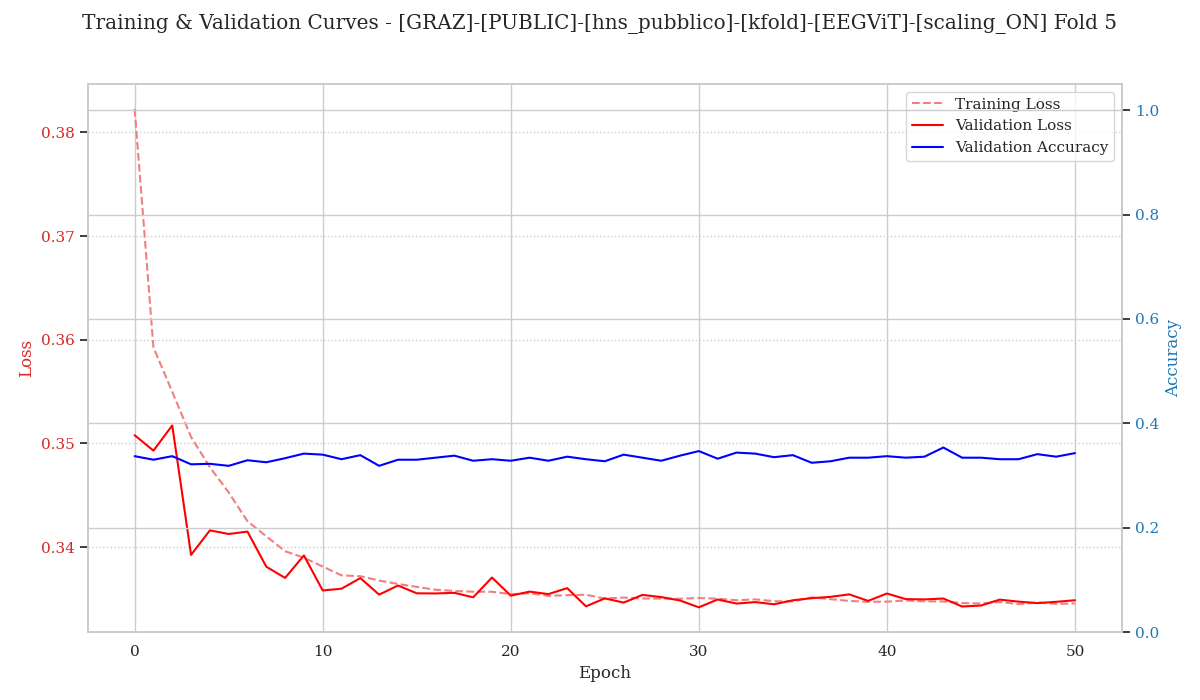 Training & Validation Curves - [GRAZ]-[PUBLIC]-[hns_pubblico]-[kfold]-[EEGViT]-[scaling_ON] Fold 5
Training Loss
Validation Loss
Validation Accuracy
Loss
0.38
0.37
0.36
0.35
0.34
1.0
0.8
0.6
0.4
0.2
0.0
Accuracy
0
10
20
30
40
50
Epoch